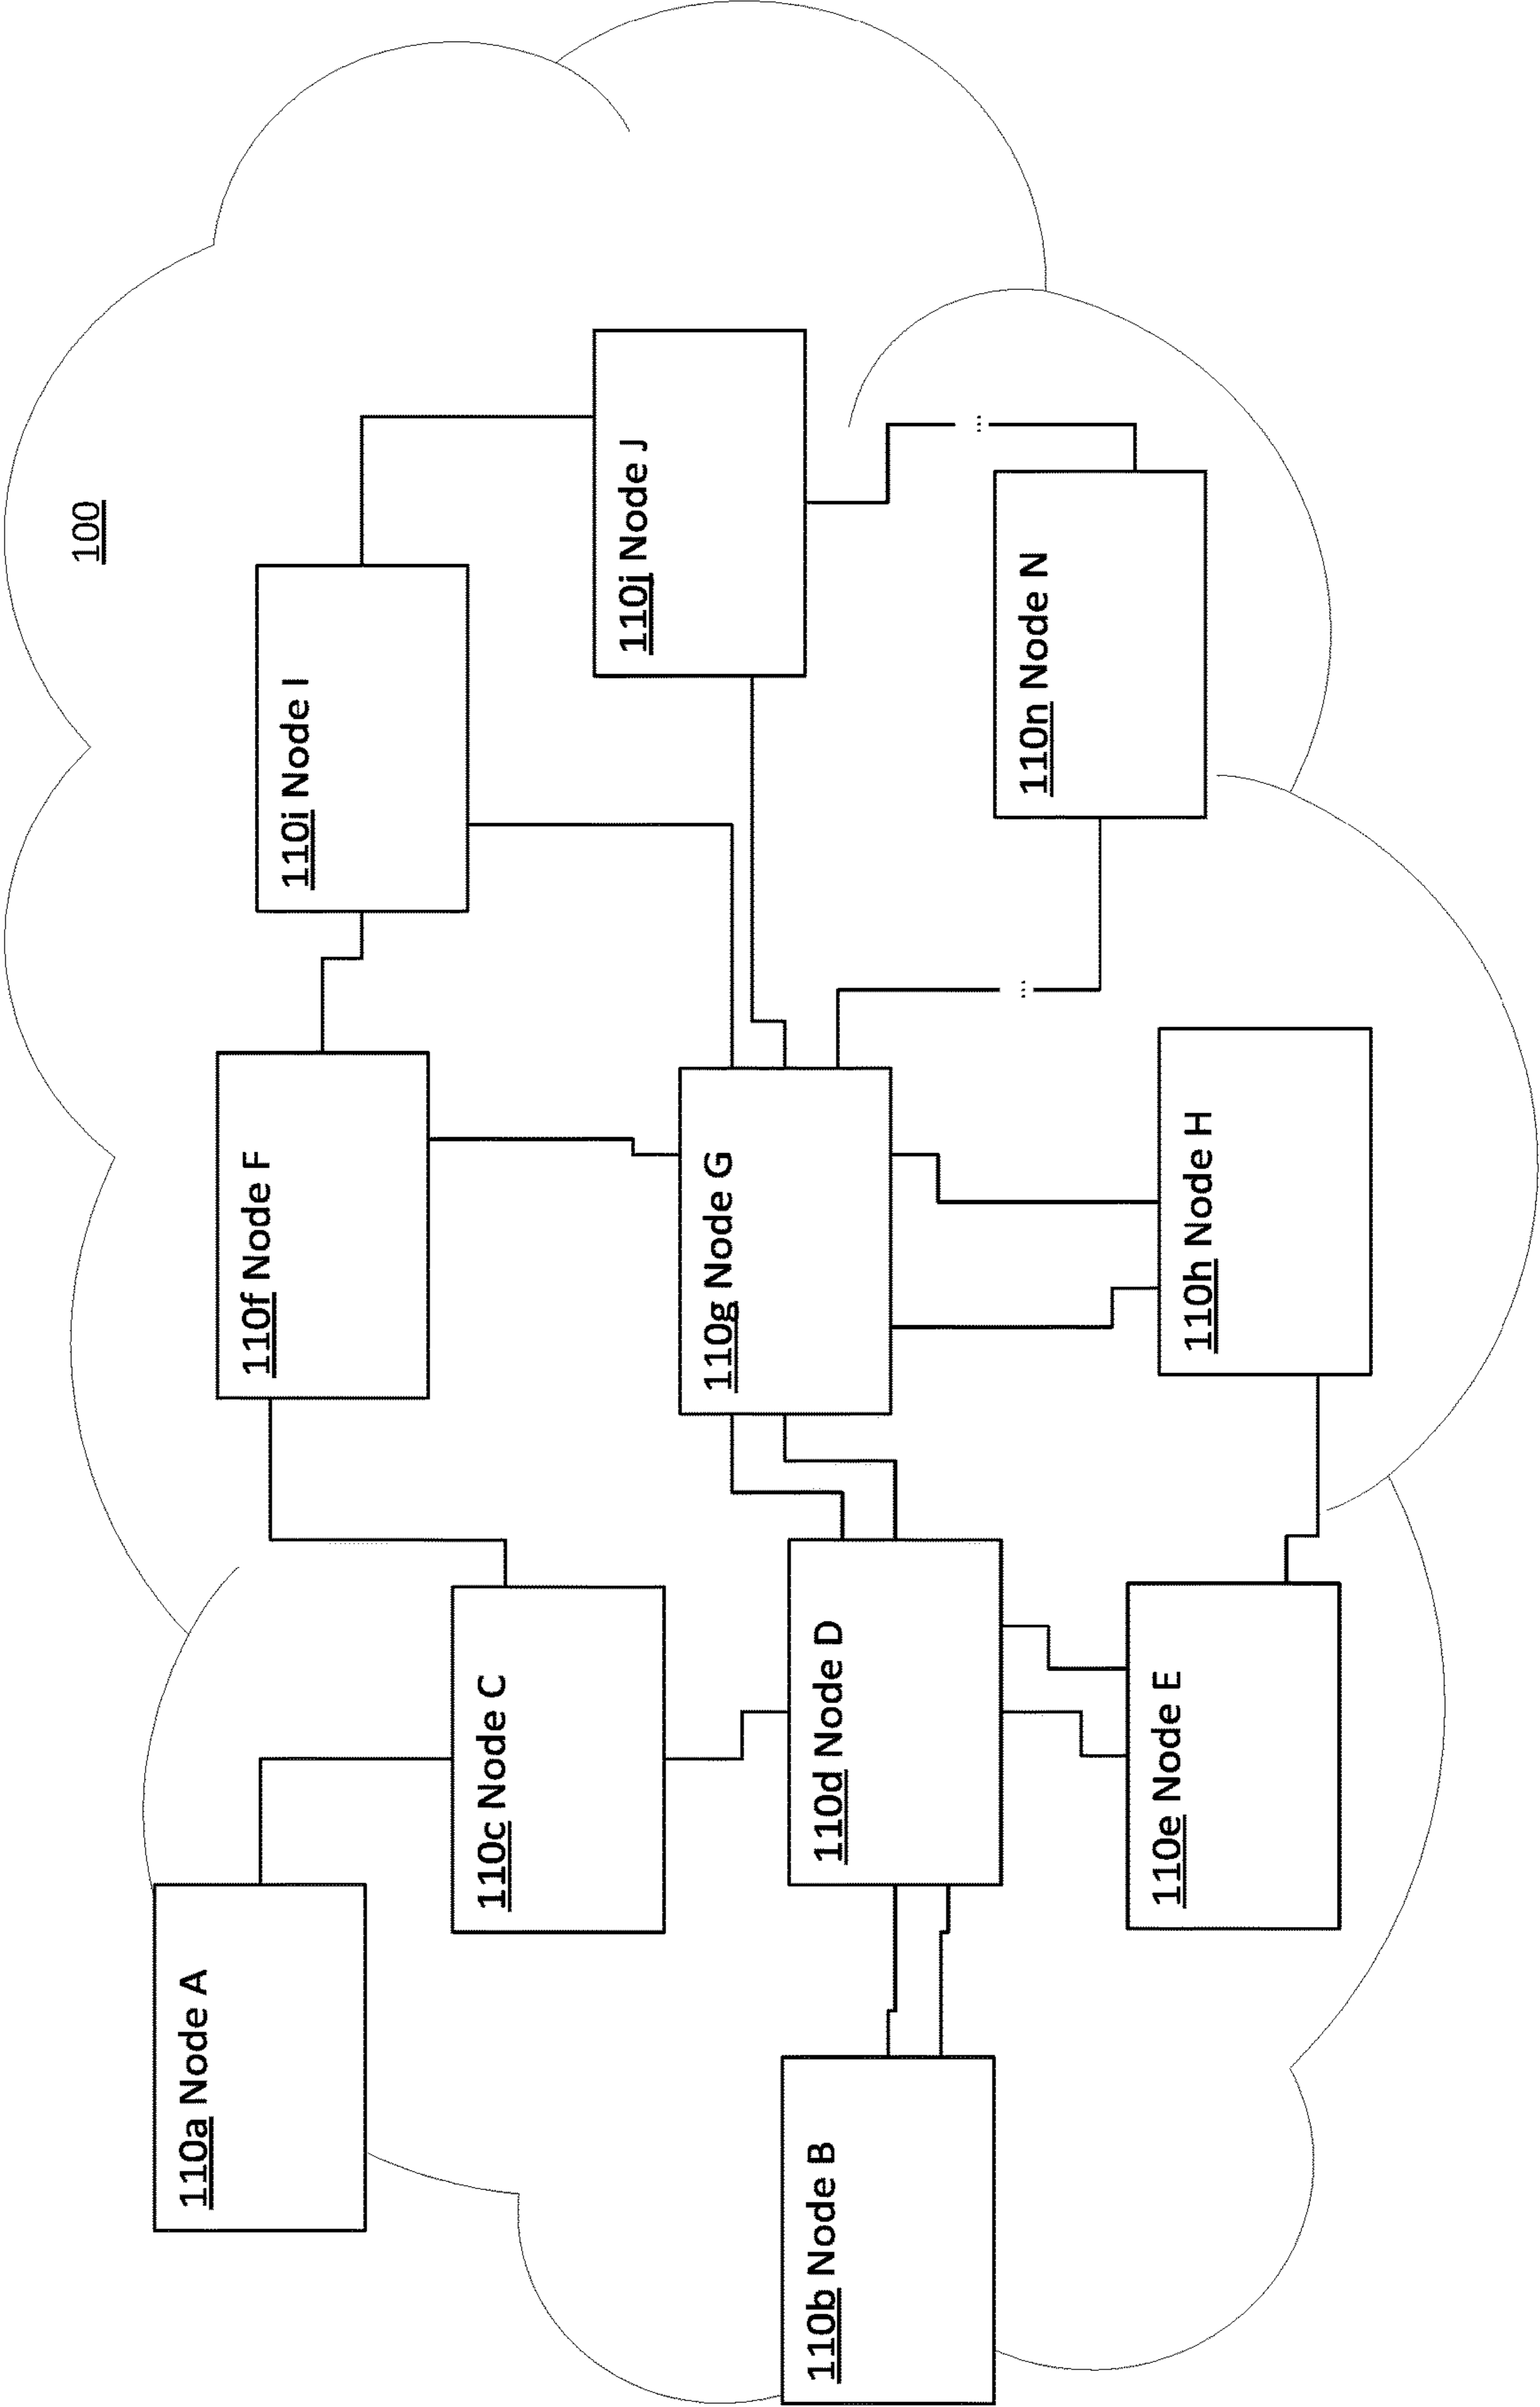 100
110a Node A
110f Node F
110i Node I
110c Node C
110j Node J
110g Node G
110b Node B
110d Node D
...
...
110n Node N
110e Node E
110h Node H